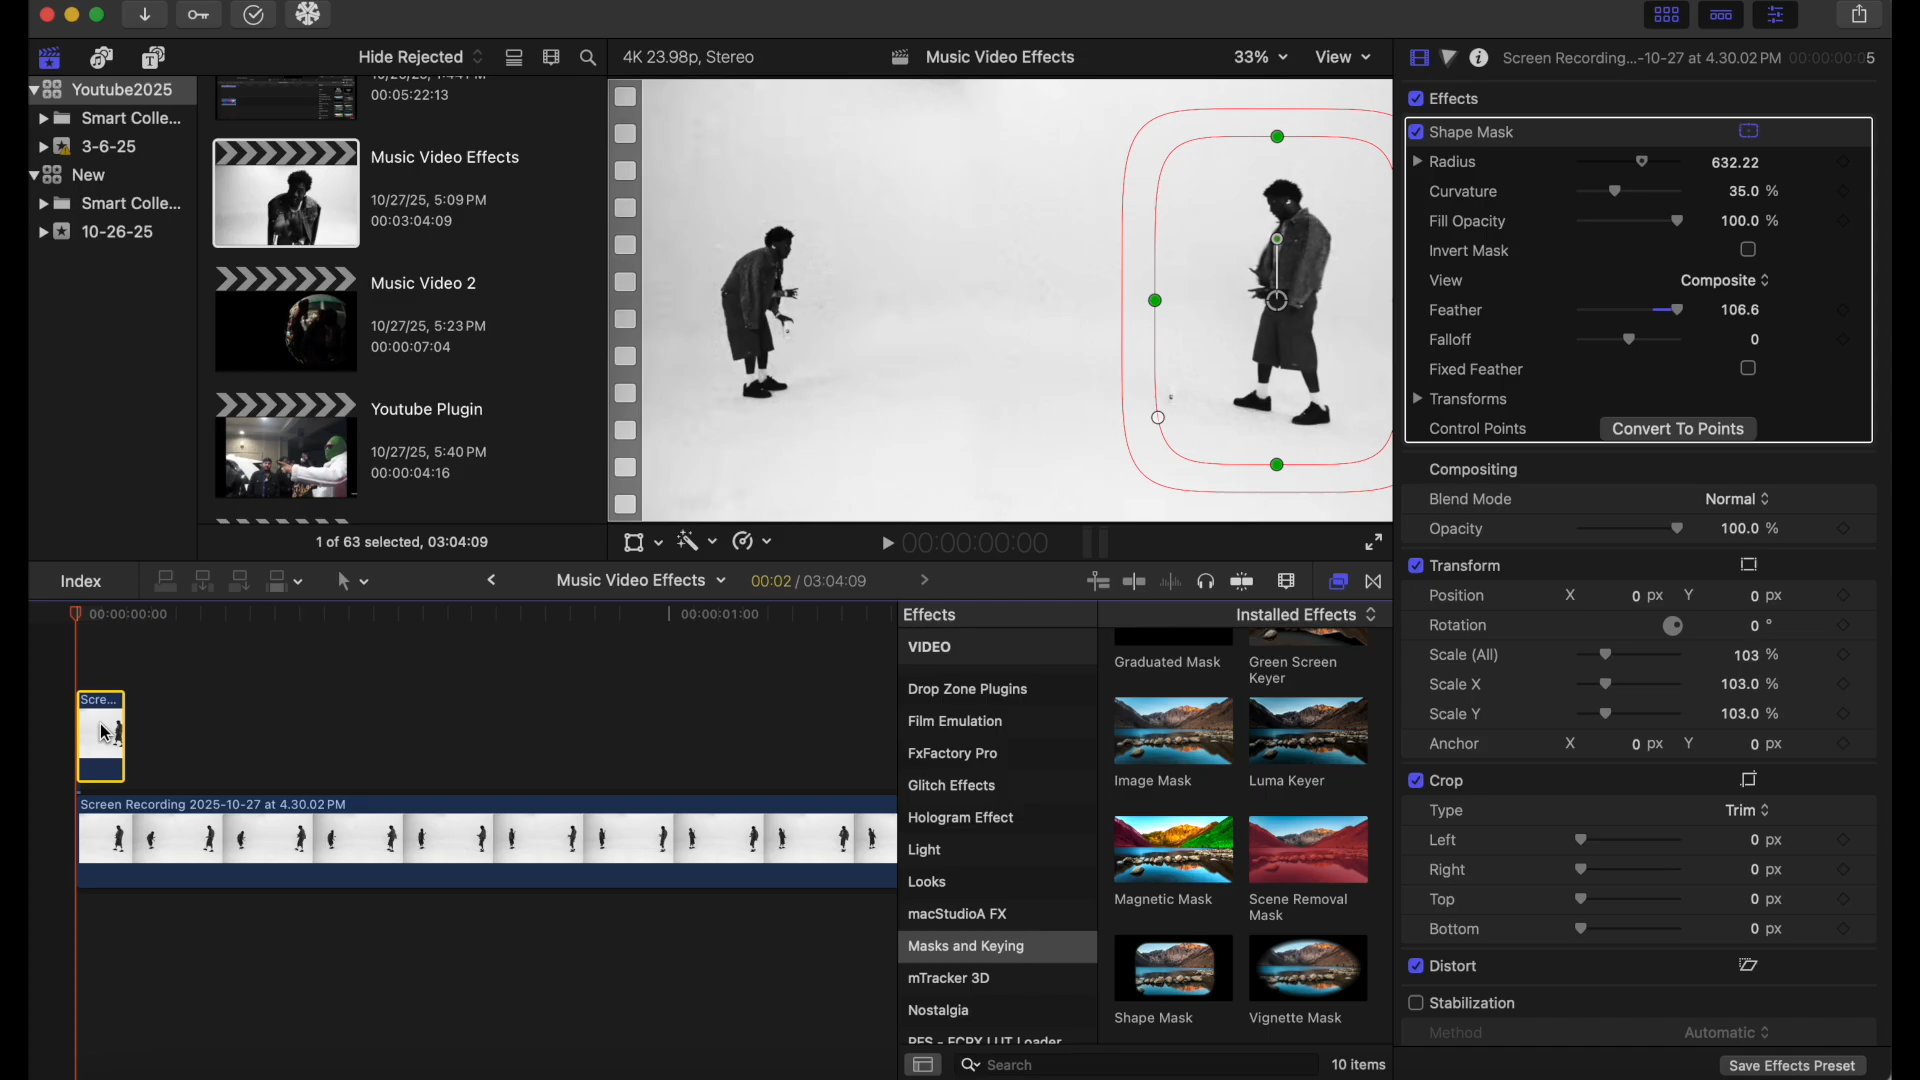 Hide Rejected
4K 23.98p, Stereo
Music Video Effects
33%
View
Screen Recording...-10-27 at 4.30.02 PM
00:00:00:05
Youtube2025
Smart Colle...
3-6-25
New
Smart Colle...
10-26-25
00:05:22:13
Music Video Effects
10/27/25, 5:09 PM
00:03:04:09
Music Video 2
10/27/25, 5:23 PM
00:00:07:04
Youtube Plugin
10/27/25, 5:40 PM
00:00:04:16
1 of 63 selected, 03:04:09
00:00:00:00
Effects
Shape Mask
Radius 632.22
Curvature 35.0 %
Fill Opacity 100.0 %
Invert Mask
View Composite
Feather 106.6
Falloff 0
Fixed Feather
Transforms
Control Points Convert To Points
Compositing
Blend Mode Normal
Opacity 100.0 %
Transform
Position X 0 px Y 0 px
Rotation 0 °
Scale (All) 103 %
Scale X 103.0 %
Scale Y 103.0 %
Anchor X 0 px Y 0 px
Crop
Type Trim
Left 0 px
Right 0 px
Top 0 px
Bottom 0 px
Distort
Stabilization
Method Automatic
Save Effects Preset
Index
Music Video Effects
00:02 / 03:04:09
00:00:00:00
00:00:01:00
Scre...
Screen Recording 2025-10-27 at 4.30.02 PM
Effects
Installed Effects
VIDEO
Drop Zone Plugins
Film Emulation
FxFactory Pro
Glitch Effects
Hologram Effect
Light
Looks
macStudioA FX
Masks and Keying
mTracker 3D
Nostalgia
Graduated Mask
Green Screen
Keyer
Image Mask
Luma Keyer
Magnetic Mask
Scene Removal
Mask
Shape Mask
Vignette Mask
Search
10 items